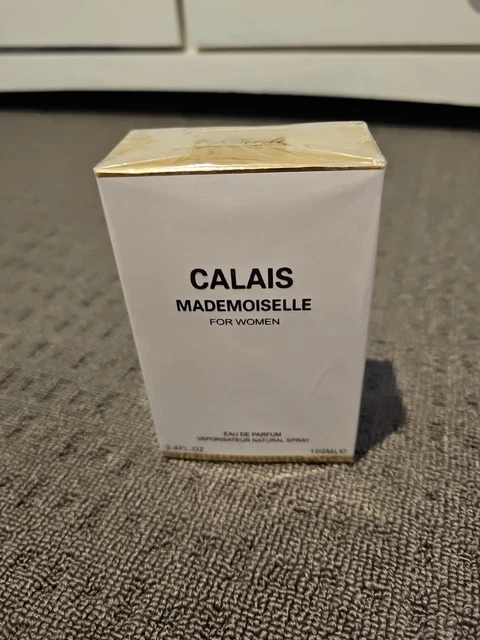 CALAIS
MADEMOISELLE
FOR WOMEN
EAU DE PARFUM
VAPORISATEUR NATURAL SPRAY
3.4FL.OZ 100ML℮